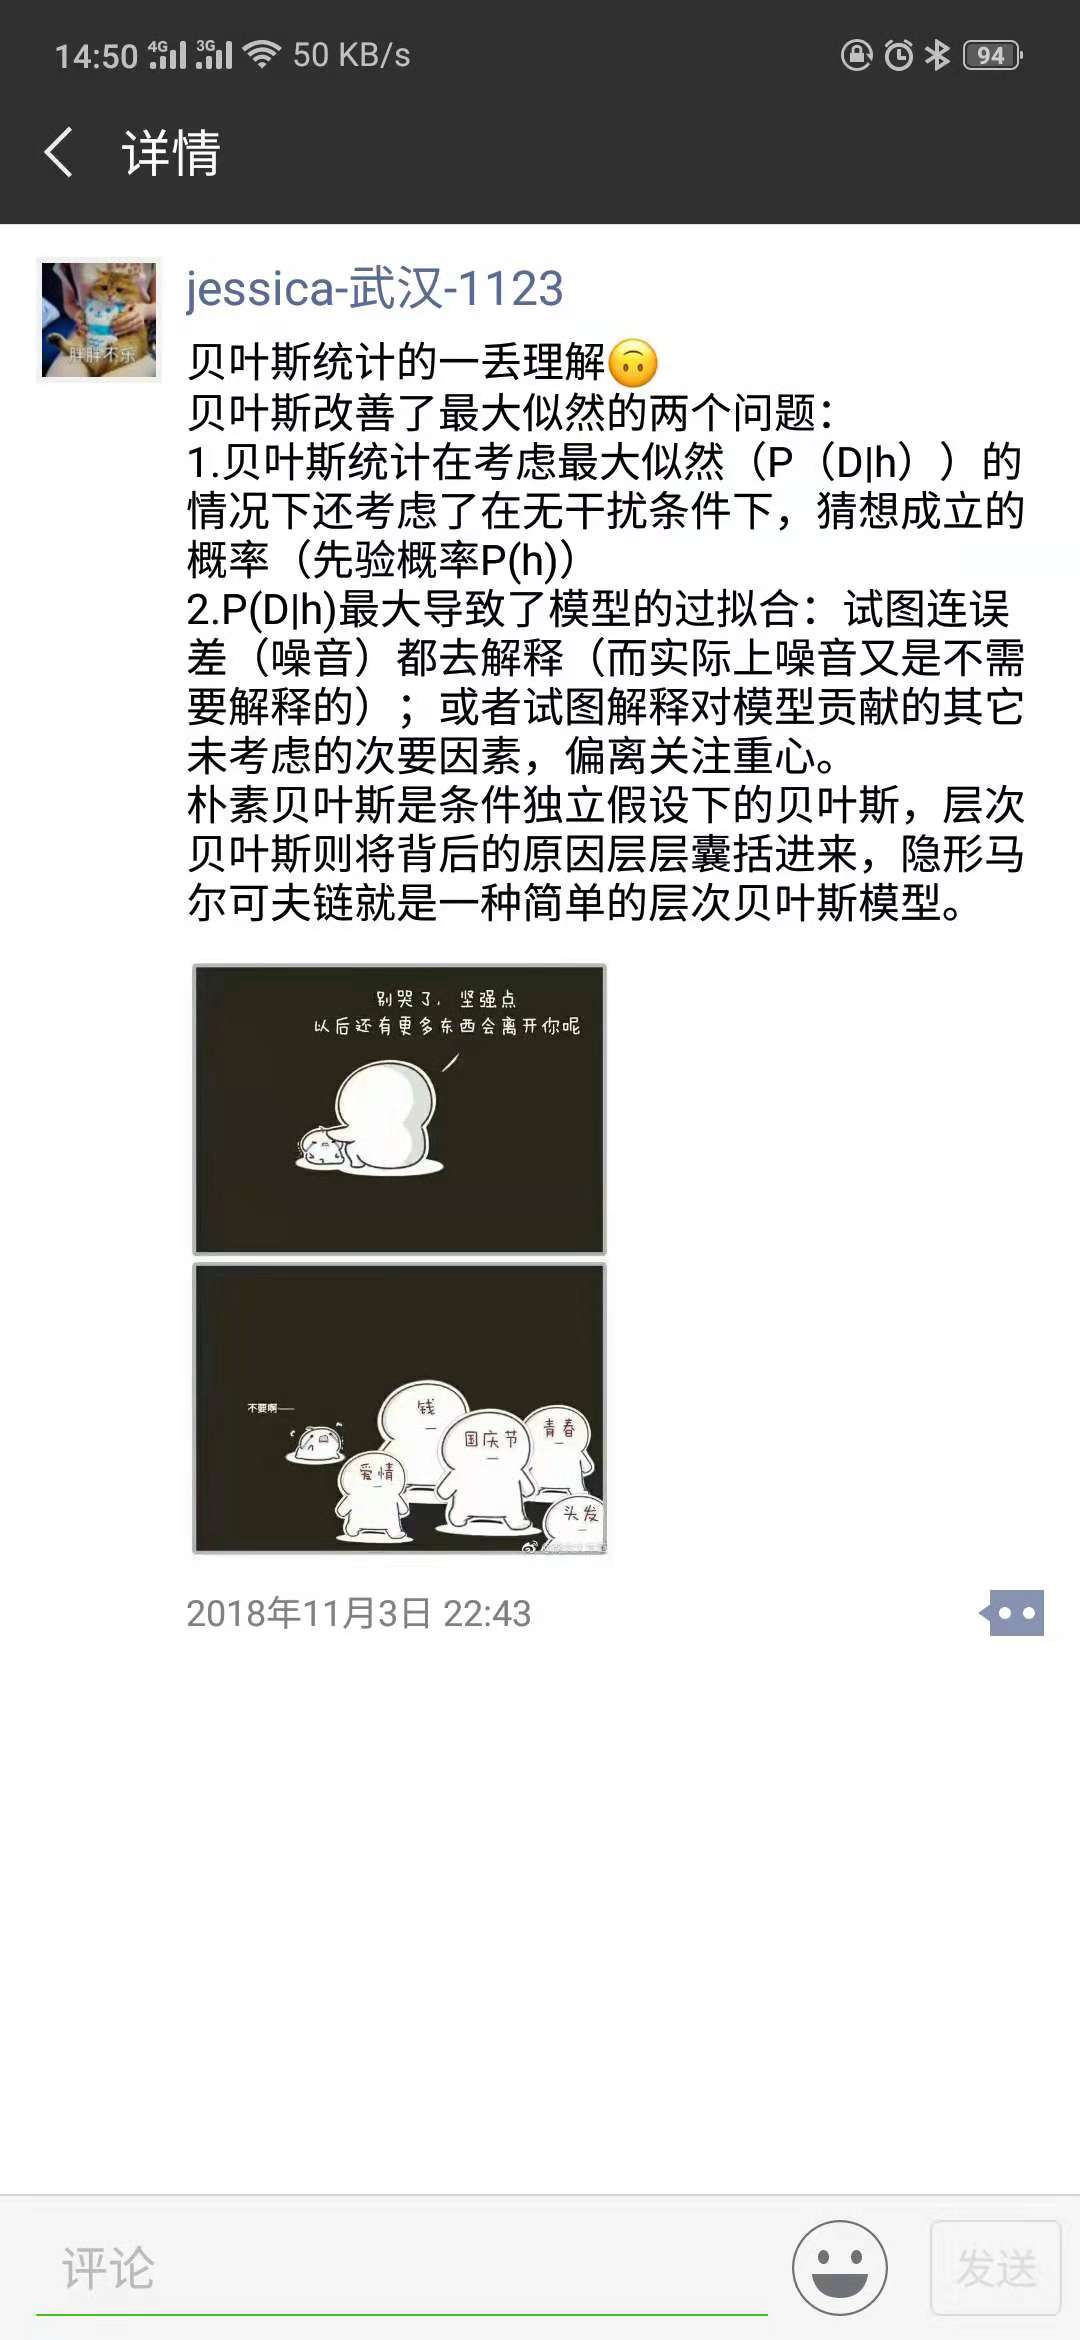 14:50 4G 3G 50 KB/s 94
详情
胖胖不乐
jessica-武汉-1123
贝叶斯统计的一丢理解🙃
贝叶斯改善了最大似然的两个问题：
1.贝叶斯统计在考虑最大似然（P（D|h））的
情况下还考虑了在无干扰条件下，猜想成立的
概率（先验概率P(h)）
2.P(D|h)最大导致了模型的过拟合：试图连误
差（噪音）都去解释（而实际上噪音又是不需
要解释的）；或者试图解释对模型贡献的其它
未考虑的次要因素，偏离关注重心。
朴素贝叶斯是条件独立假设下的贝叶斯，层次
贝叶斯则将背后的原因层层囊括进来，隐形马
尔可夫链就是一种简单的层次贝叶斯模型。
别哭了，坚强点
以后还有更多东西会离开你呢
不要啊——
钱
国庆节
青春
爱情
头发
2018年11月3日 22:43
评论
发送